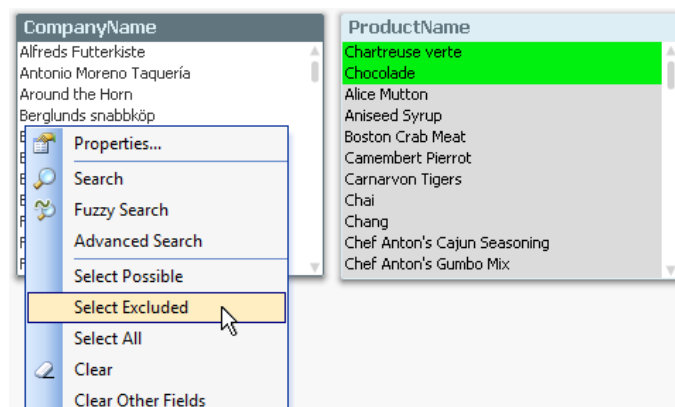 CompanyName
Alfreds Futterkiste
Antonio Moreno Taquería
Around the Horn
Berglunds snabbköp
Properties...
Search
Fuzzy Search
Advanced Search
Select Possible
Select Excluded
Select All
Clear
Clear Other Fields
ProductName
Chartreuse verte
Chocolade
Alice Mutton
Aniseed Syrup
Boston Crab Meat
Camembert Pierrot
Carnarvon Tigers
Chai
Chang
Chef Anton's Cajun Seasoning
Chef Anton's Gumbo Mix